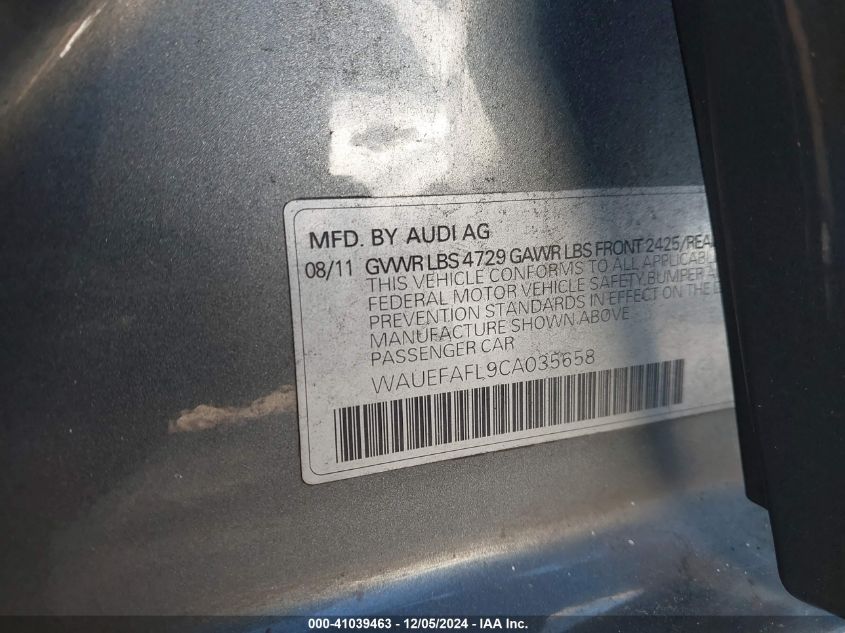 MFD. BY AUDI AG
08/11 GVWR LBS 4729 GAWR LBS FRONT 2425/REA
THIS VEHICLE CONFORMS TO ALL APPLICABL
FEDERAL MOTOR VEHICLE SAFETY,BUMPER A
PREVENTION STANDARDS IN EFFECT ON THE D
MANUFACTURE SHOWN ABOVE
PASSENGER CAR
WAUEFAFL9CA035658
000-41039463 - 12/05/2024 - IAA Inc.